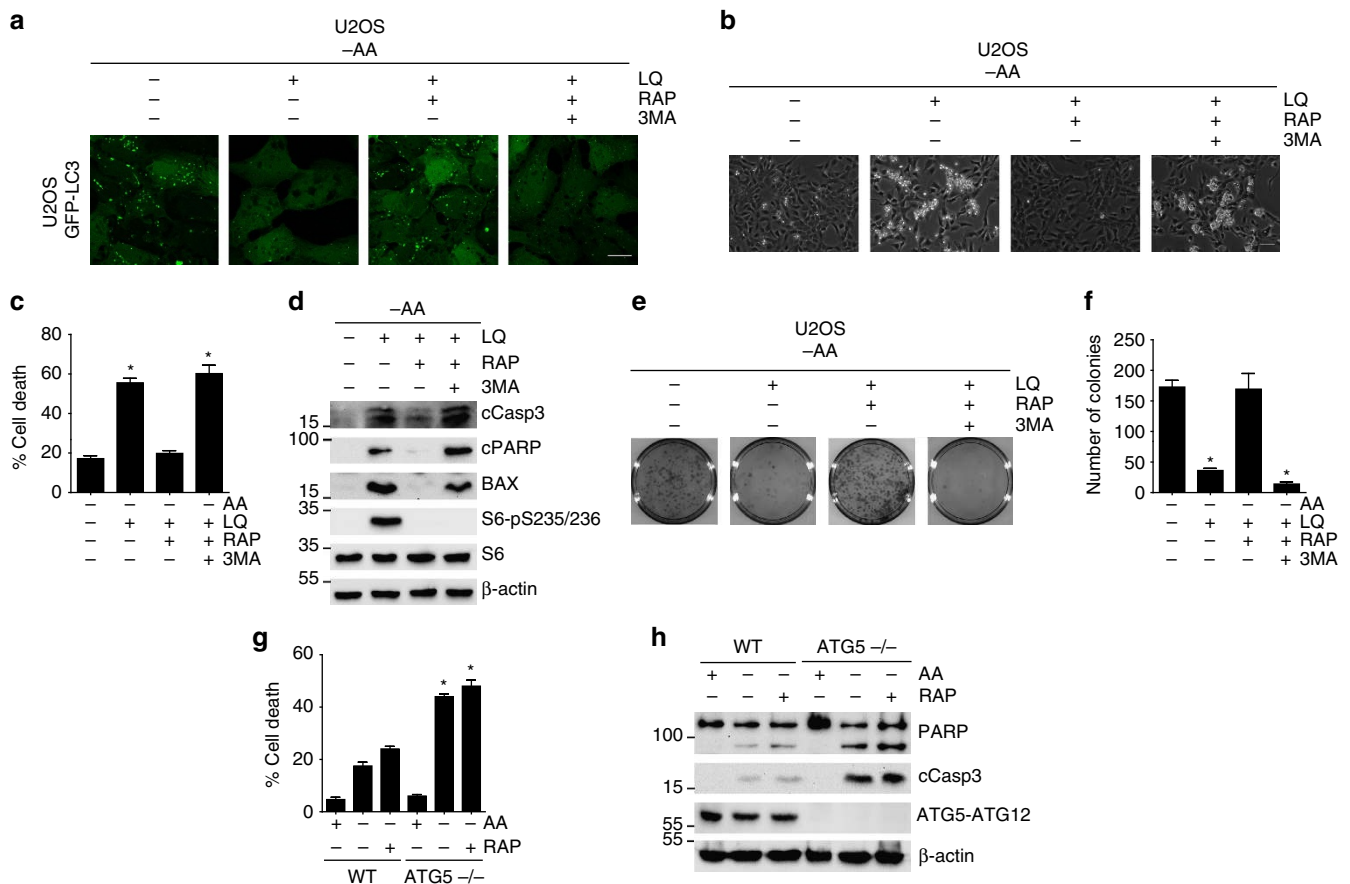 a
U2OS
–AA
– + + + LQ
– – + + RAP
– – – + 3MA
U2OS
GFP-LC3
b
U2OS
–AA
– + + + LQ
– – + + RAP
– – – + 3MA
c
% Cell death
80
60
40
20
0
* *
– – – – AA
– + + + LQ
– – + + RAP
– – – + 3MA
d
–AA
– + + + LQ
– – + + RAP
– – – + 3MA
15 cCasp3
100 cPARP
15 BAX
35 S6-pS235/236
35 S6
55 β-actin
e
U2OS
–AA
– + + + LQ
– – + + RAP
– – – + 3MA
f
Number of colonies
250
200
150
100
50
0
* *
– – – – AA
– + + + LQ
– – + + RAP
– – – + 3MA
g
% Cell death
60
40
20
0
* *
+ – – + – – AA
– – + – – + RAP
WT ATG5 –/–
h
WT ATG5 –/–
+ – – + – – AA
– – + – – + RAP
100 PARP
15 cCasp3
55 ATG5-ATG12
55 β-actin